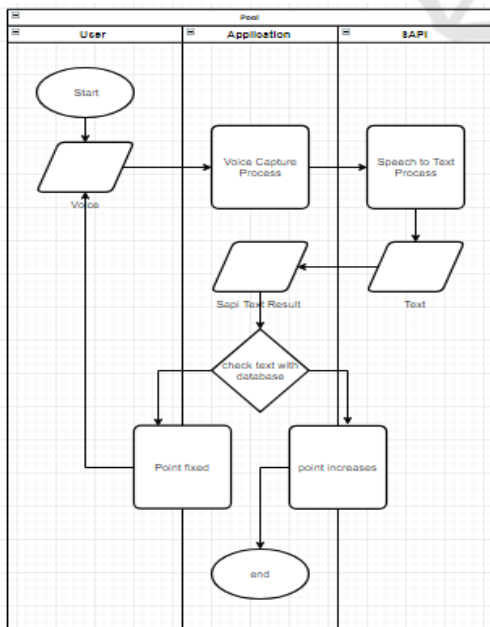 Pool
User
Application
SAPI
Start
Voice
Voice Capture
Process
Speech to Text
Process
Sapi Text Result
Text
check text with
database
Point fixed
point increases
end